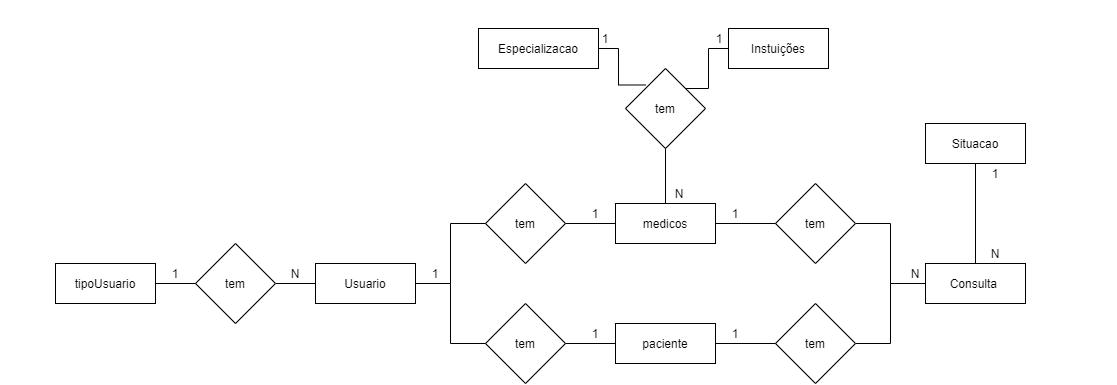 Especializacao
1
1
Instuições
tem
Situacao
1
N
tem
1
medicos
1
tem
N
tipoUsuario
1
tem
N
Usuario
1
N
Consulta
tem
1
paciente
1
tem